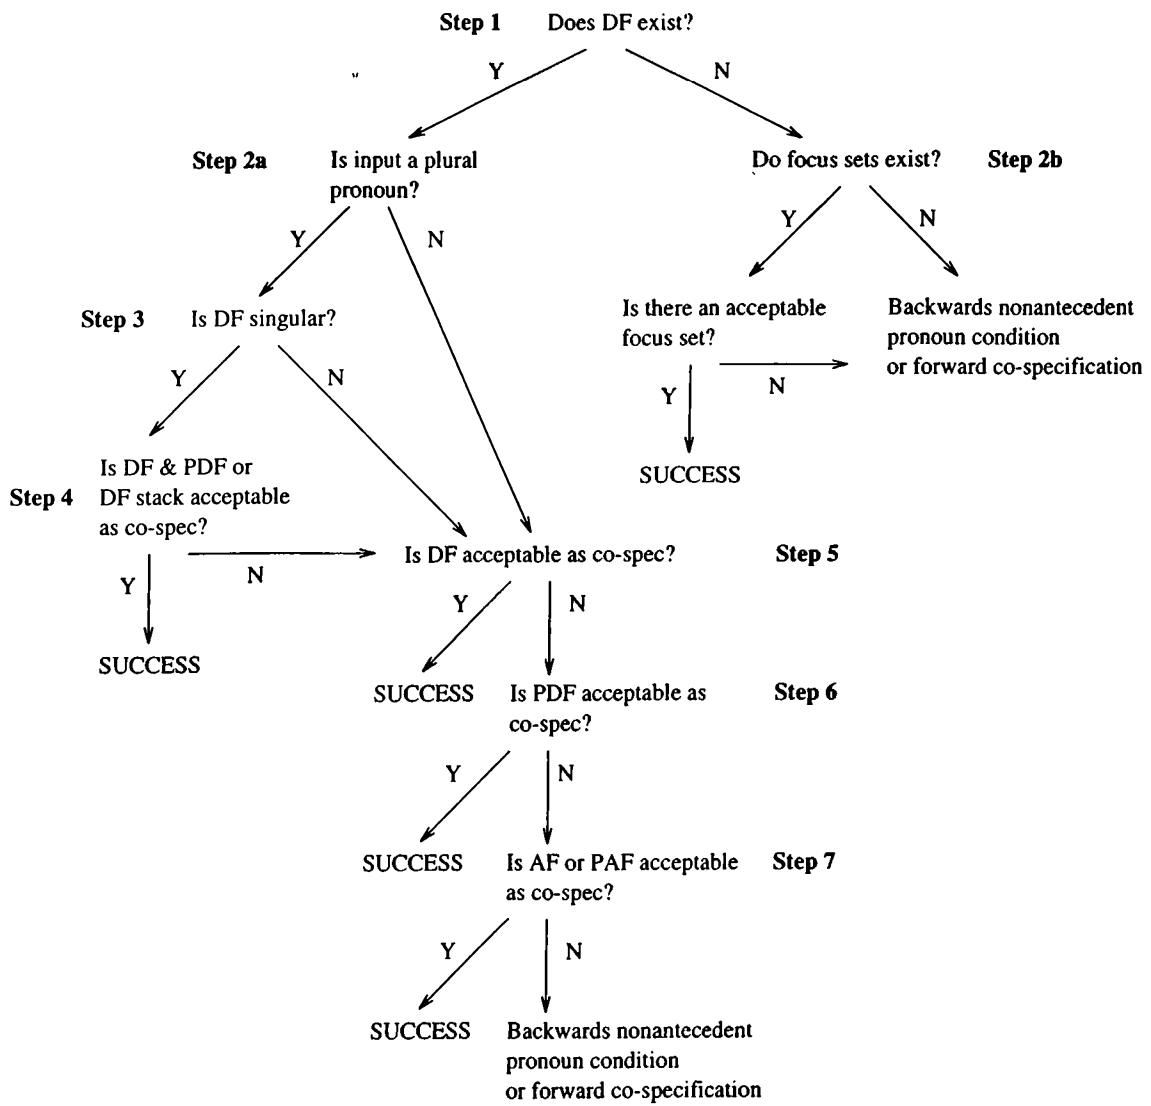 Step 1 Does DF exist?
Y N
Step 2a Is input a plural
pronoun?
Do focus sets exist? Step 2b
Y N
Y N
Step 3 Is DF singular?
Is there an acceptable
focus set?
Backwards nonantecedent
pronoun condition
or forward co-specification
Y N
Y N
SUCCESS
Step 4 Is DF & PDF or
DF stack acceptable
as co-spec?
Y N
SUCCESS
Is DF acceptable as co-spec? Step 5
Y N
SUCCESS
Is PDF acceptable as
co-spec?
Step 6
Y N
SUCCESS
Is AF or PAF acceptable
as co-spec?
Step 7
Y N
SUCCESS
Backwards nonantecedent
pronoun condition
or forward co-specification